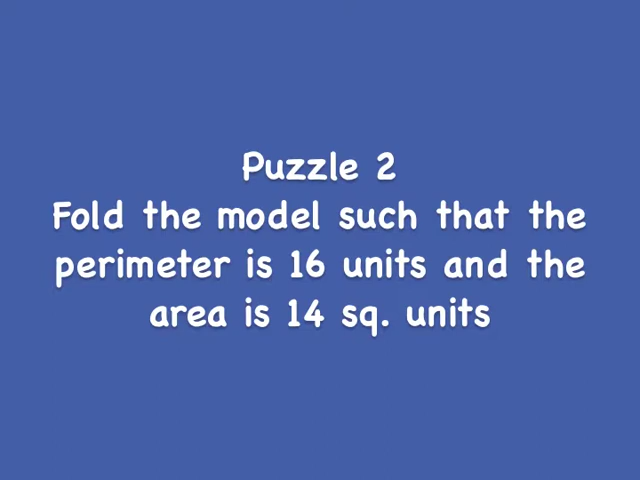 Puzzle 2
Fold the model such that the
perimeter is 16 units and the
area is 14 sq. units